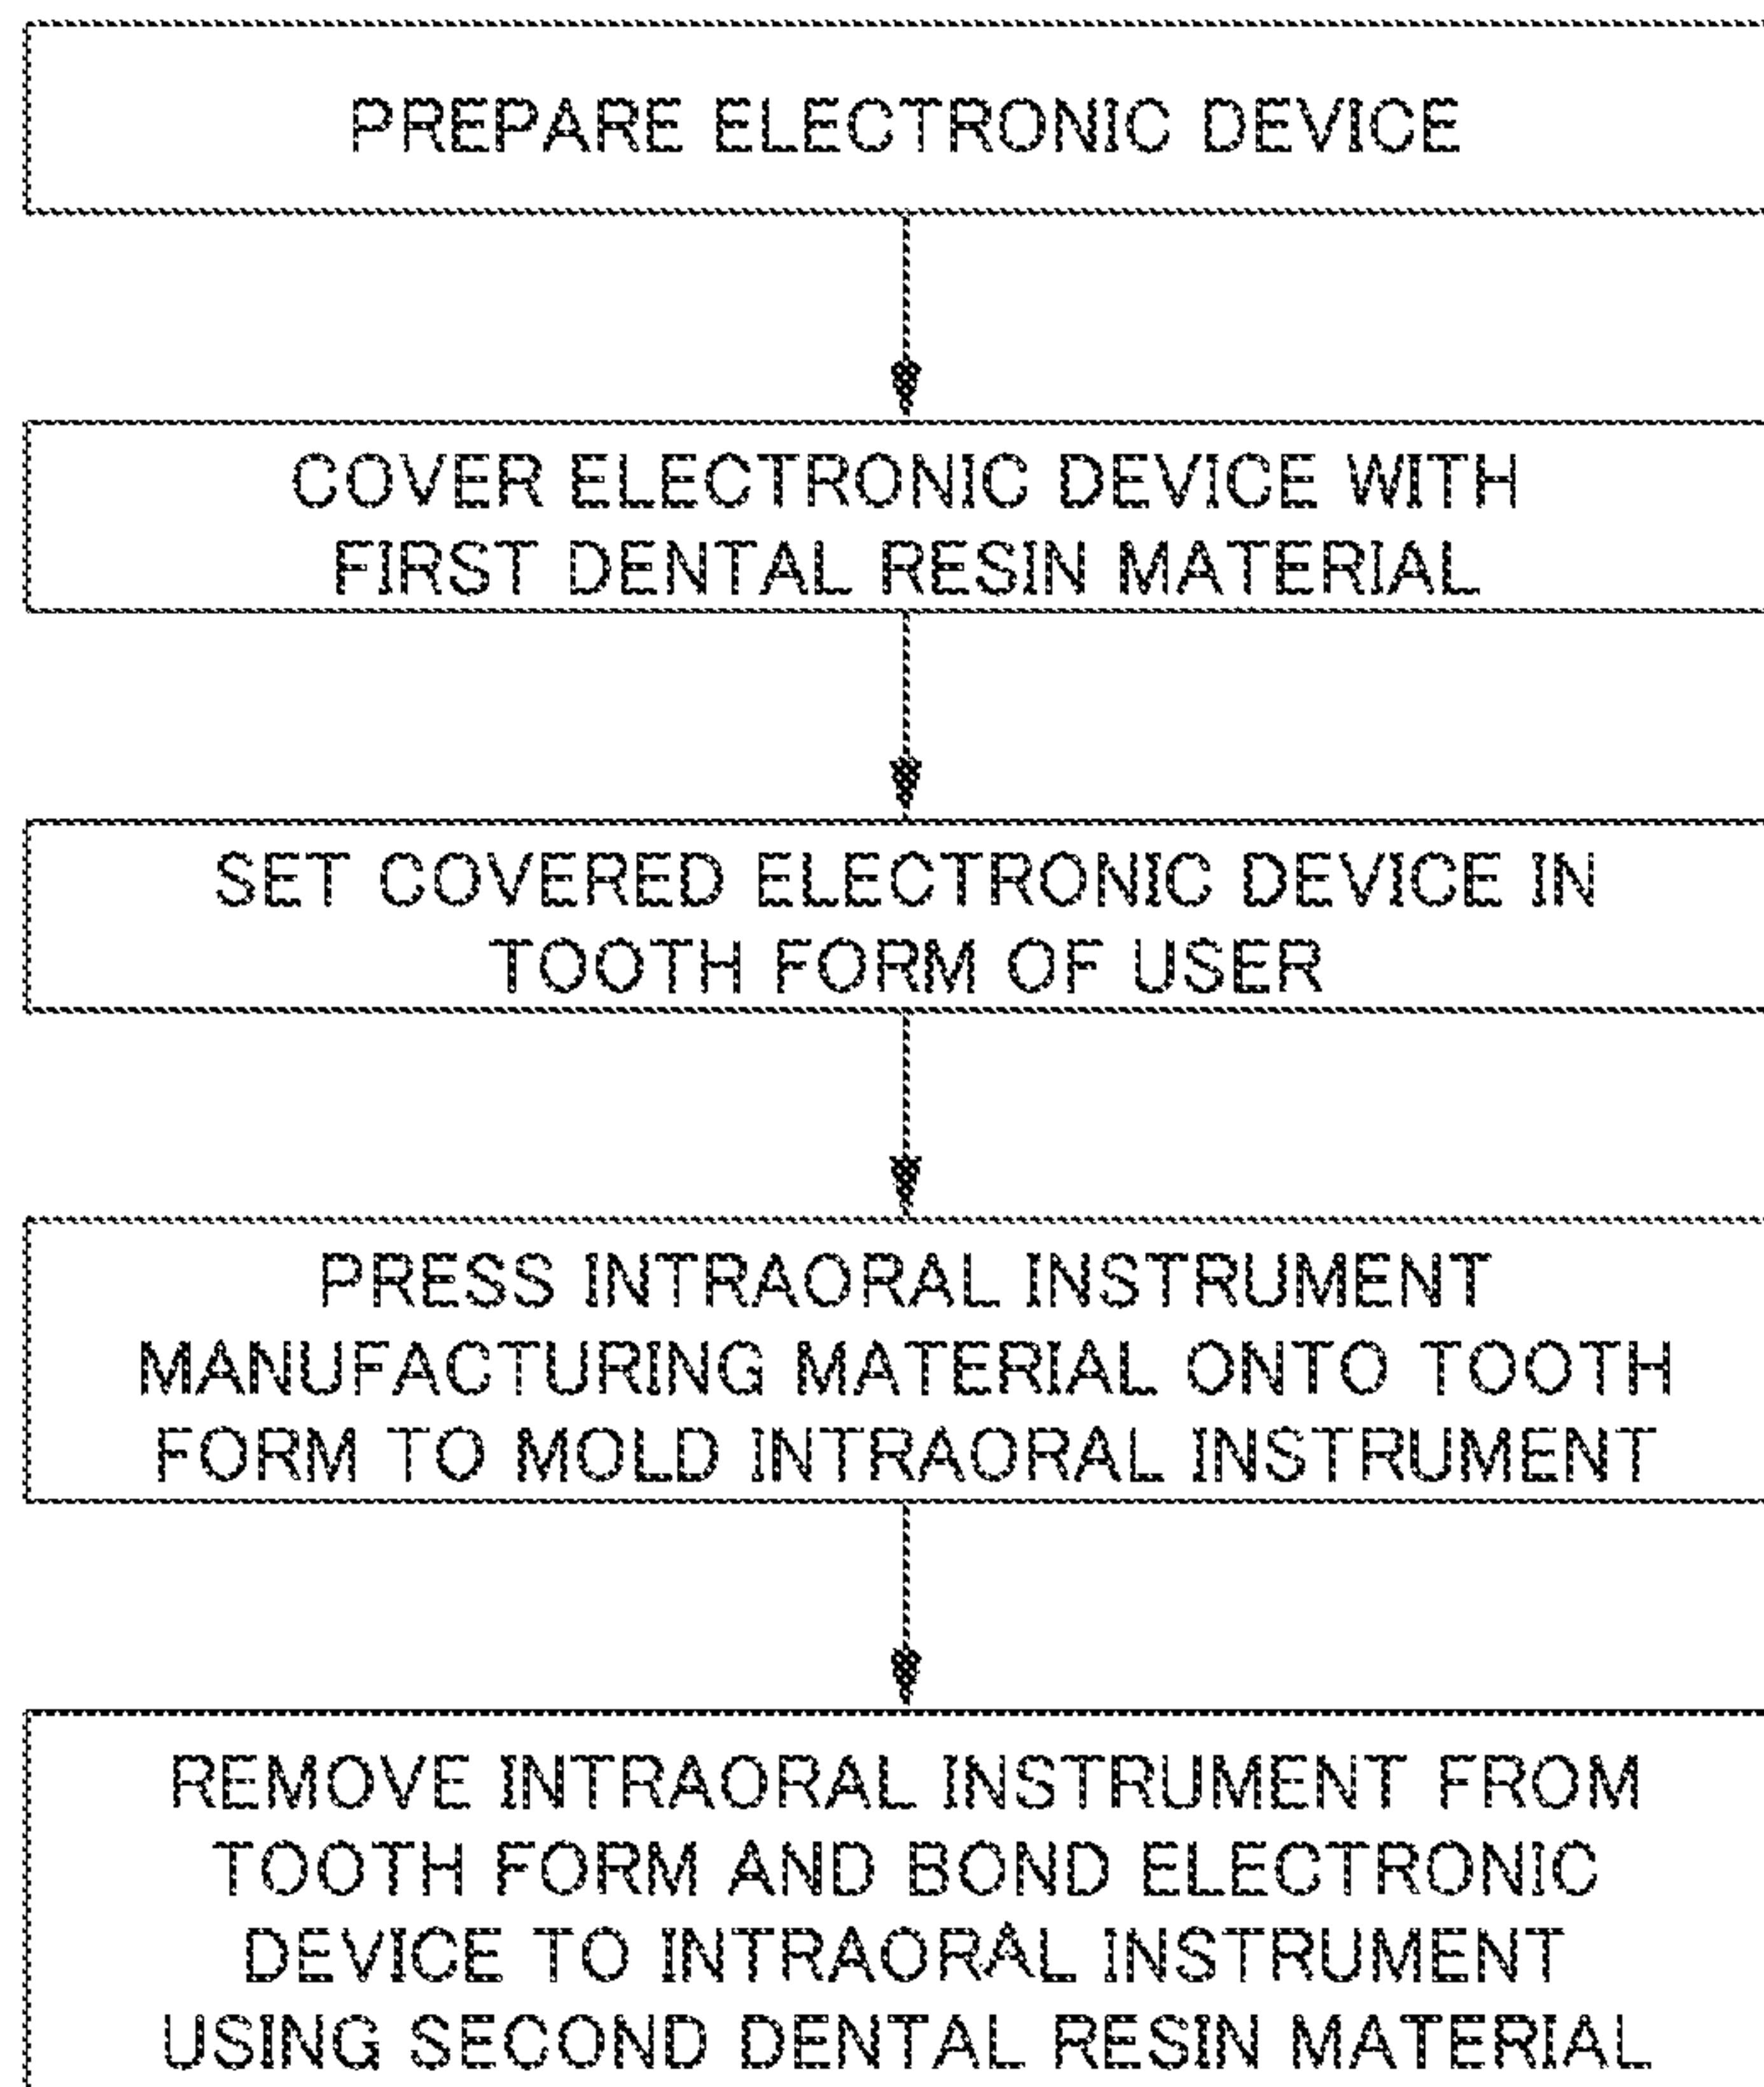 PREPARE ELECTRONIC DEVICE
COVER ELECTRONIC DEVICE WITH
FIRST DENTAL RESIN MATERIAL
SET COVERED ELECTRONIC DEVICE IN
TOOTH FORM OF USER
PRESS INTRAORAL INSTRUMENT
MANUFACTURING MATERIAL ONTO TOOTH
FORM TO MOLD INTRAORAL INSTRUMENT
REMOVE INTRAORAL INSTRUMENT FROM
TOOTH FORM AND BOND ELECTRONIC
DEVICE TO INTRAORAL INSTRUMENT
USING SECOND DENTAL RESIN MATERIAL